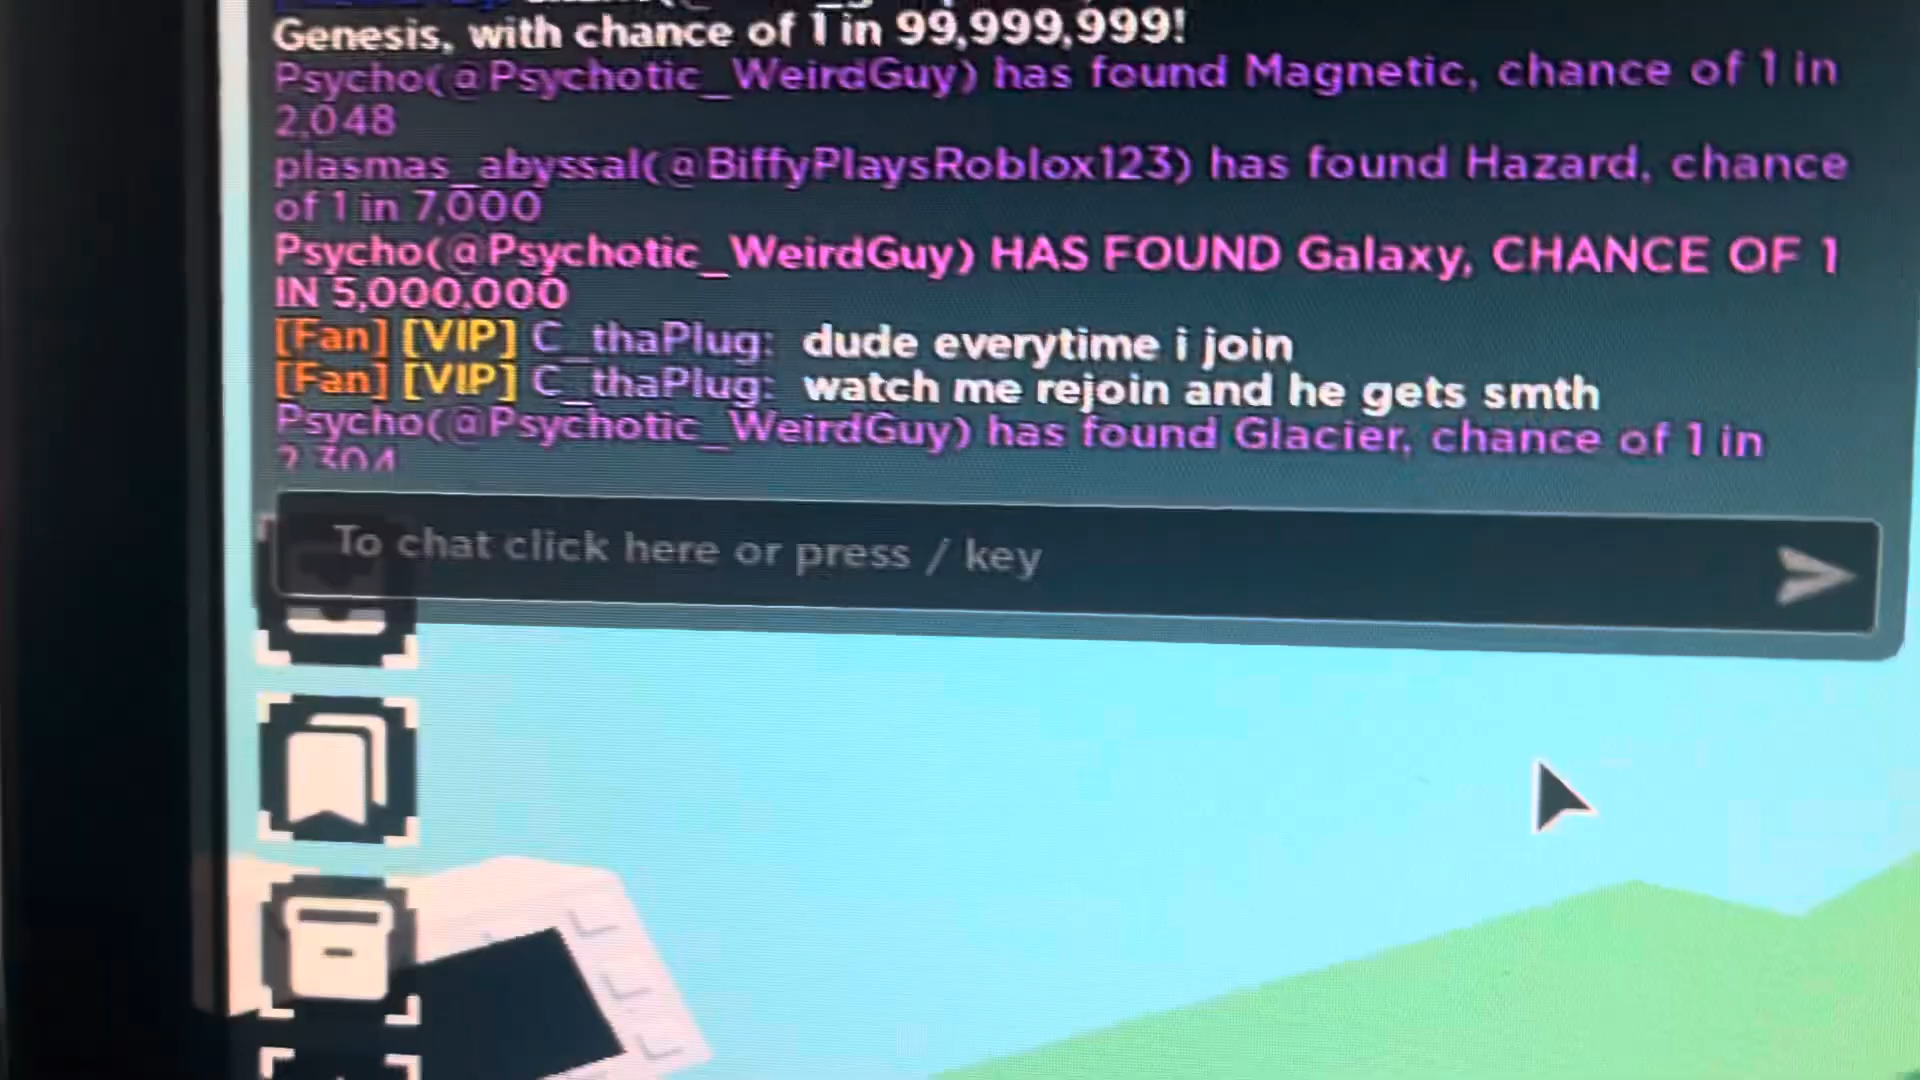 Genesis, with chance of 1 in 99,999,999!
Psycho(@Psychotic_WeirdGuy) has found Magnetic, chance of 1 in
2,048
plasmas_abyssal(@BiffyPlaysRoblox123) has found Hazard, chance
of 1 in 7,000
Psycho(@Psychotic_WeirdGuy) HAS FOUND Galaxy, CHANCE OF 1
IN 5,000,000
[Fan] [VIP] C_thaPlug: dude everytime i join
[Fan] [VIP] C_thaPlug: watch me rejoin and he gets smth
Psycho(@Psychotic_WeirdGuy) has found Glacier, chance of 1 in
2,304
To chat click here or press / key